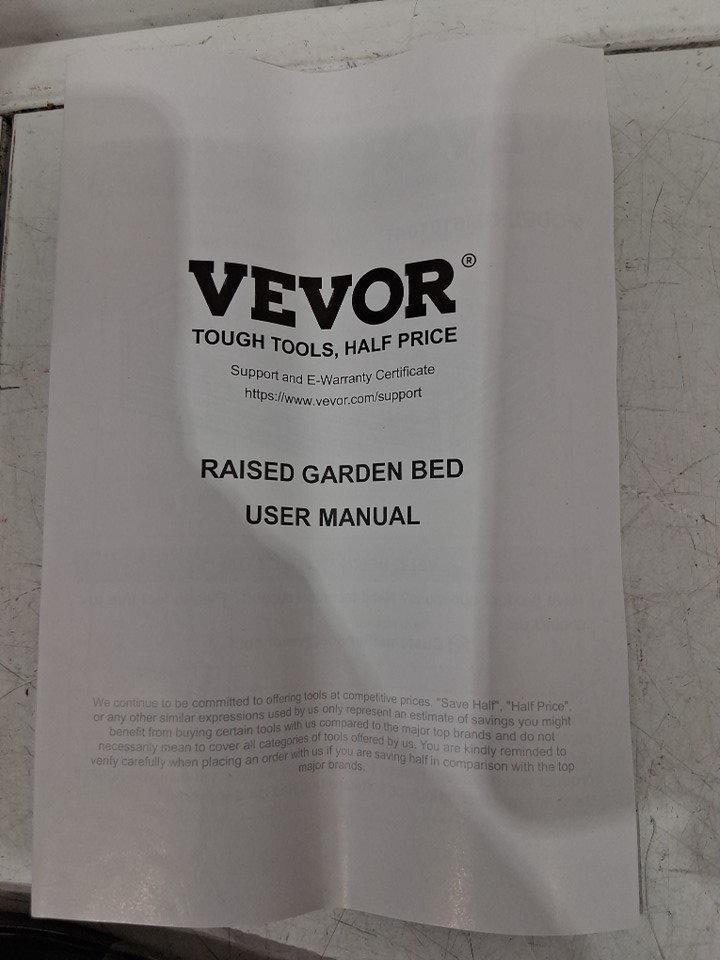 VEVOR®
TOUGH TOOLS, HALF PRICE
Support and E-Warranty Certificate
https://www.vevor.com/support
RAISED GARDEN BED
USER MANUAL
We continue to be committed to offering tools at competitive prices. "Save Half", "Half Price",
or any other similar expressions used by us only represent an estimate of savings you might
benefit from buying certain tools with us compared to the major top brands and do not
necessarily mean to cover all categories of tools offered by us. You are kindly reminded to
verify carefully when placing an order with us if you are saving half in comparison with the top
major brands.